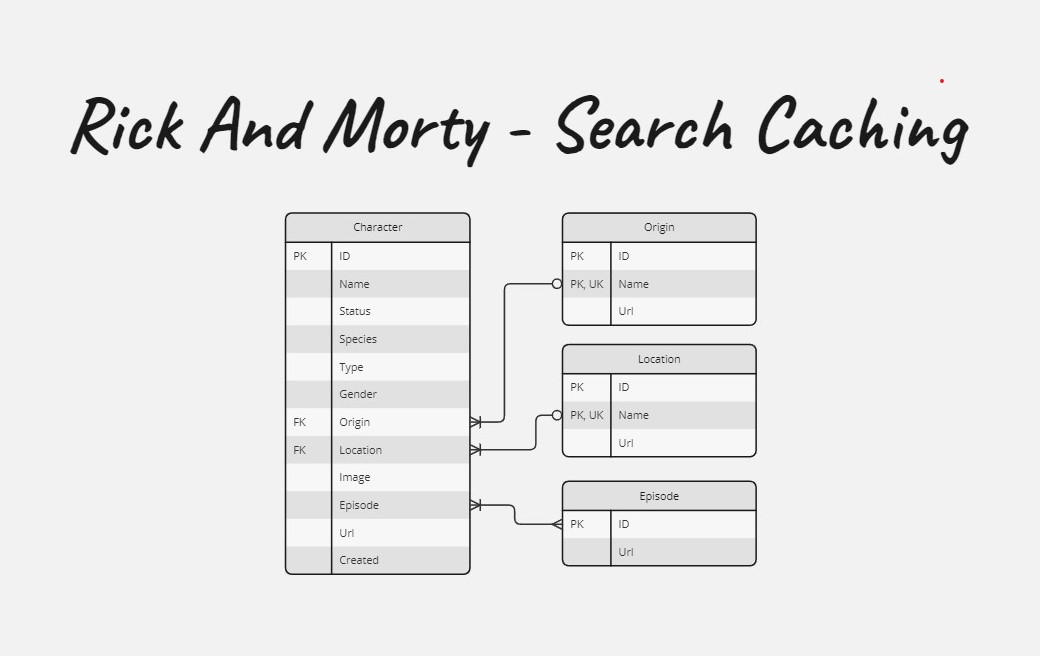 Rick And Morty - Search Caching
Character
PK ID
Name
Status
Species
Type
Gender
FK Origin
FK Location
Image
Episode
Url
Created
Origin
PK ID
PK, UK Name
Url
Location
PK ID
PK, UK Name
Url
Episode
PK ID
Url